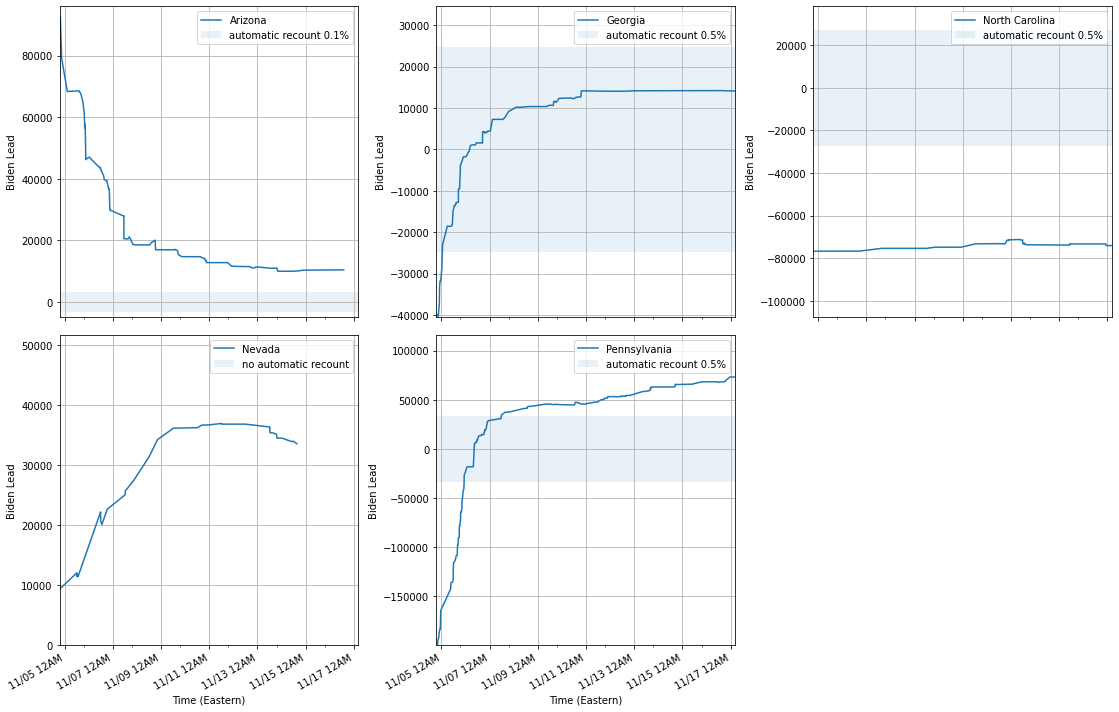 Arizona
automatic recount 0.1%
80000
60000
40000
20000
0
Biden Lead
Georgia
automatic recount 0.5%
30000
20000
10000
0
−10000
−20000
−30000
−40000
Biden Lead
North Carolina
automatic recount 0.5%
20000
0
−20000
−40000
−60000
−80000
−100000
Biden Lead
Nevada
no automatic recount
50000
40000
30000
20000
10000
0
Biden Lead
11/05 12AM
11/07 12AM
11/09 12AM
11/11 12AM
11/13 12AM
11/15 12AM
11/17 12AM
Time (Eastern)
Pennsylvania
automatic recount 0.5%
100000
50000
0
−50000
−100000
−150000
Biden Lead
11/05 12AM
11/07 12AM
11/09 12AM
11/11 12AM
11/13 12AM
11/15 12AM
11/17 12AM
Time (Eastern)